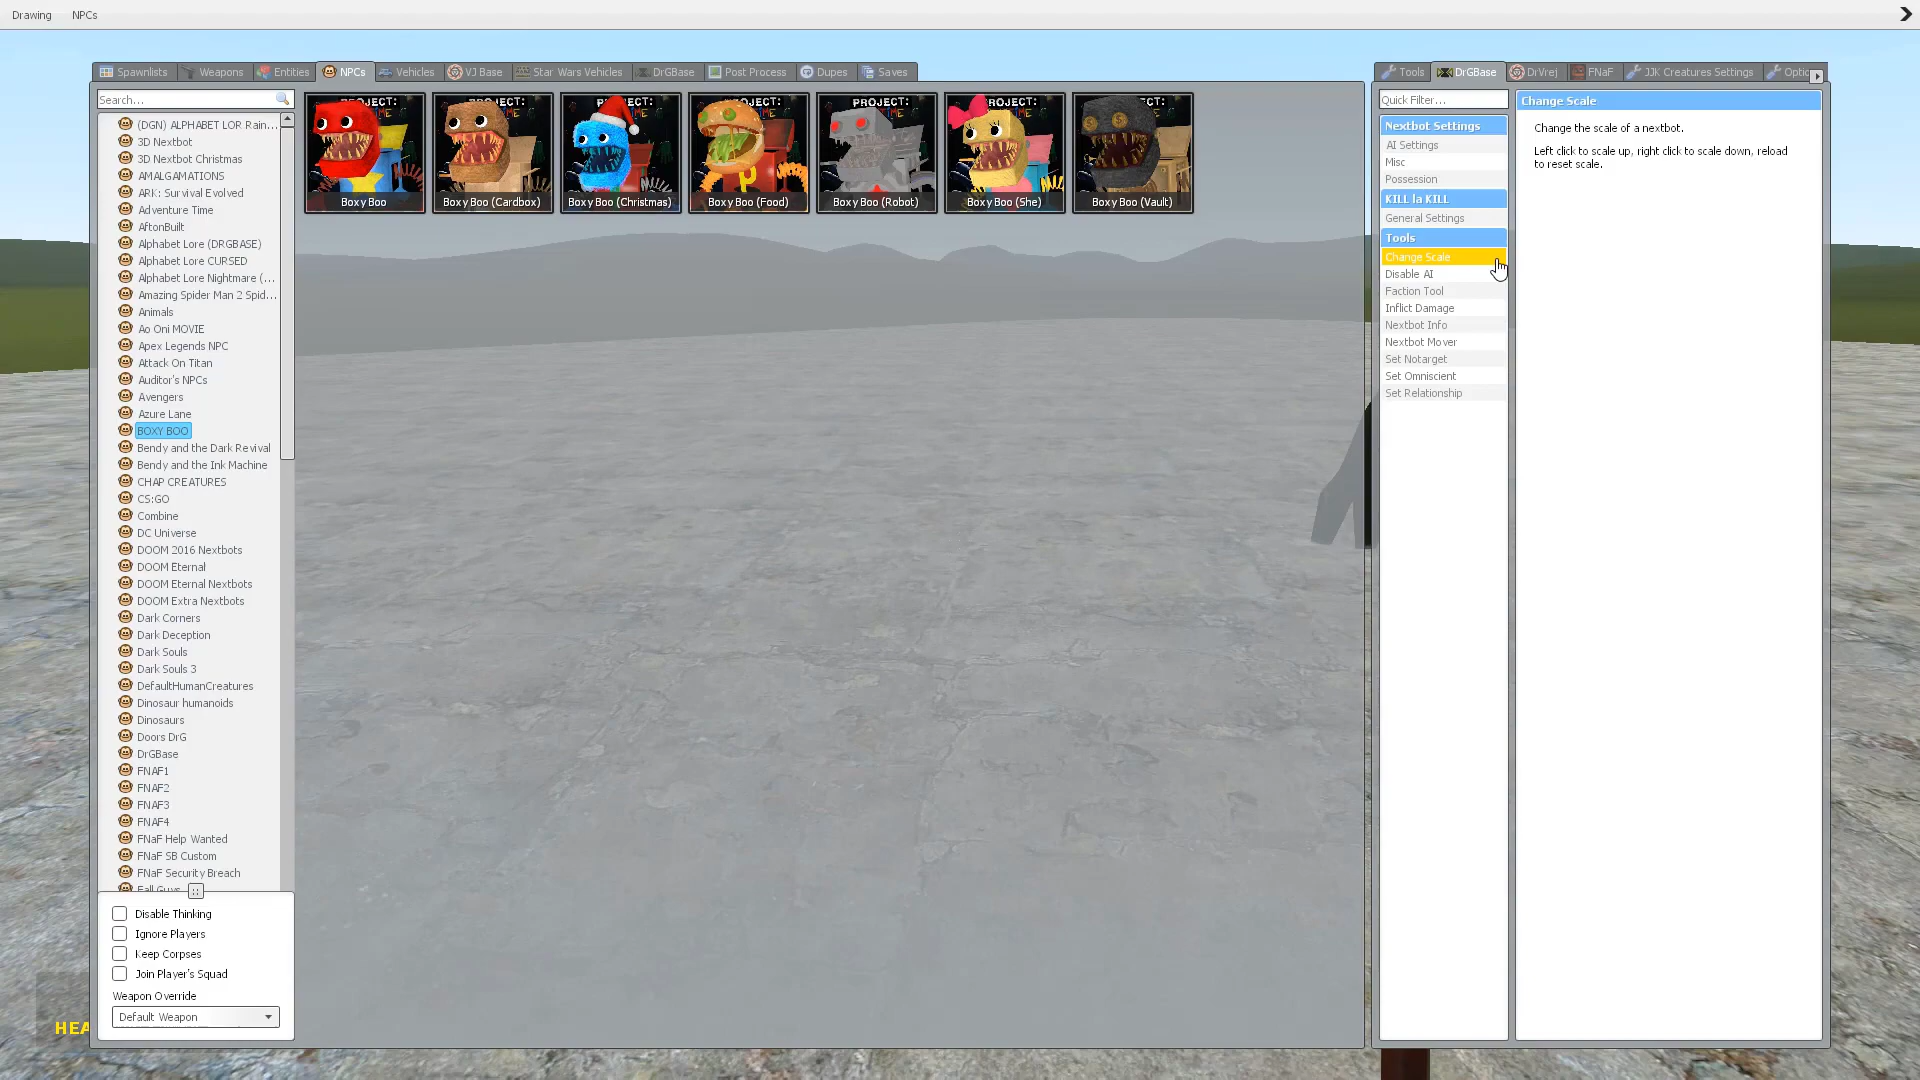 Drawing NPCs
Spawnlists Weapons Entities NPCs Vehicles VJ Base Star Wars Vehicles DrGBase Post Process Dupes Saves
Search...
(DGN) ALPHABET LOR Rain...
3D Nextbot
3D Nextbot Christmas
AMALGAMATIONS
ARK: Survival Evolved
Adventure Time
AftonBuilt
Alphabet Lore (DRGBASE)
Alphabet Lore CURSED
Alphabet Lore Nightmare (...
Amazing Spider Man 2 Spid...
Animals
Ao Oni MOVIE
Apex Legends NPC
Attack On Titan
Auditor's NPCs
Avengers
Azure Lane
BOXY BOO
Bendy and the Dark Revival
Bendy and the Ink Machine
CHAP CREATURES
CS:GO
Combine
DC Universe
DOOM 2016 Nextbots
DOOM Eternal
DOOM Eternal Nextbots
DOOM Extra Nextbots
Dark Corners
Dark Deception
Dark Souls
Dark Souls 3
DefaultHumanCreatures
Dinosaur humanoids
Dinosaurs
Doors DrG
DrGBase
FNAF1
FNAF2
FNAF3
FNAF4
FNaF Help Wanted
FNaF SB Custom
FNaF Security Breach
Fall Guys
Disable Thinking
Ignore Players
Keep Corpses
Join Player's Squad
Weapon Override
Default Weapon
HEA
Boxy Boo
PROJECT:
Boxy Boo (Cardbox)
Boxy Boo (Christmas)
PROJECT:
Boxy Boo (Food)
PROJECT:
Boxy Boo (Robot)
Boxy Boo (She)
Boxy Boo (Vault)
Tools DrGBase DrVrej FNaF JJK Creatures Settings Optio
Quick Filter...
Nextbot Settings
AI Settings
Misc
Possession
KILL la KILL
General Settings
Tools
Change Scale
Disable AI
Faction Tool
Inflict Damage
Nextbot Info
Nextbot Mover
Set Notarget
Set Omniscient
Set Relationship
Change Scale
Change the scale of a nextbot.
Left click to scale up, right click to scale down, reload
to reset scale.